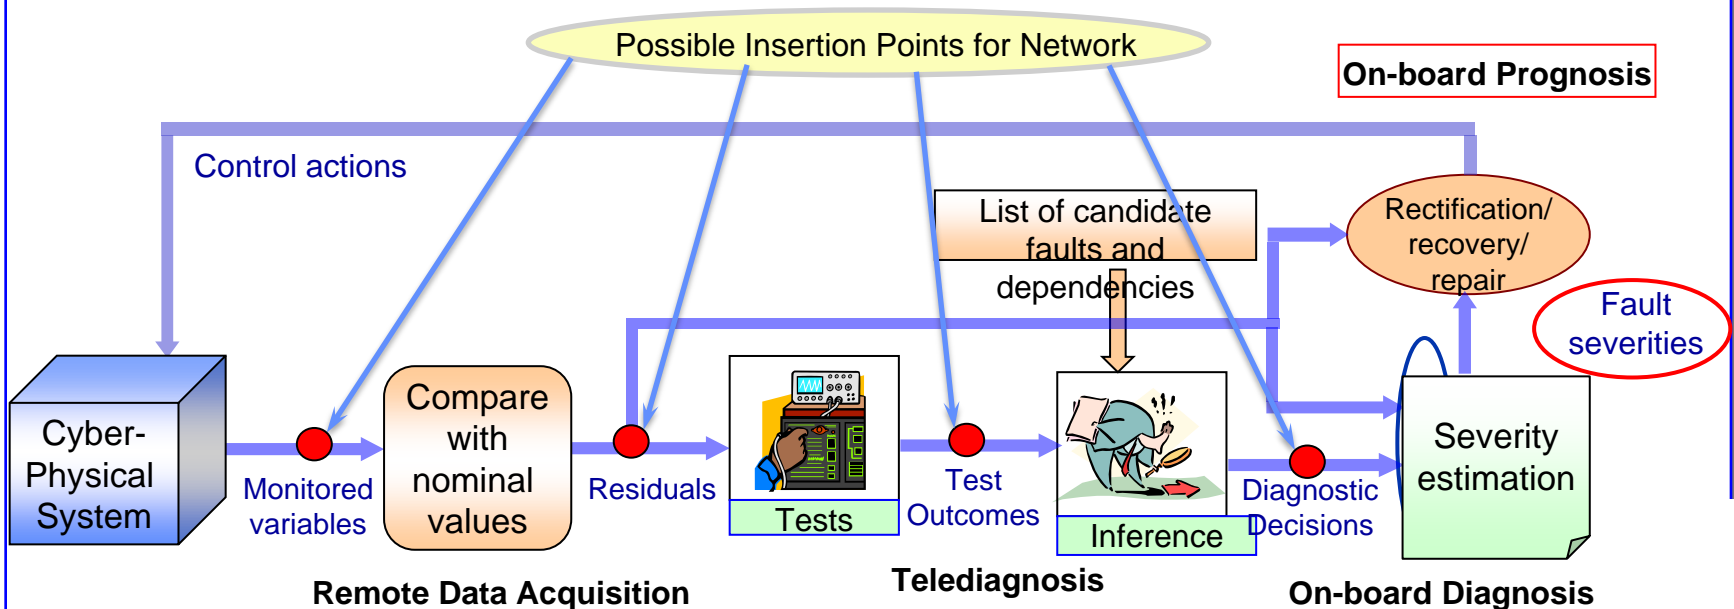 Possible Insertion Points for Network
On-board Prognosis
Control actions
List of candidate
faults and
dependencies
Rectification/
recovery/
repair
Fault
severities
Cyber-
Physical
System
Monitored
variables
Compare
with
nominal
values
Residuals
Tests
Test
Outcomes
Inference
Diagnostic
Decisions
Severity
estimation
Remote Data Acquisition
Telediagnosis
On-board Diagnosis